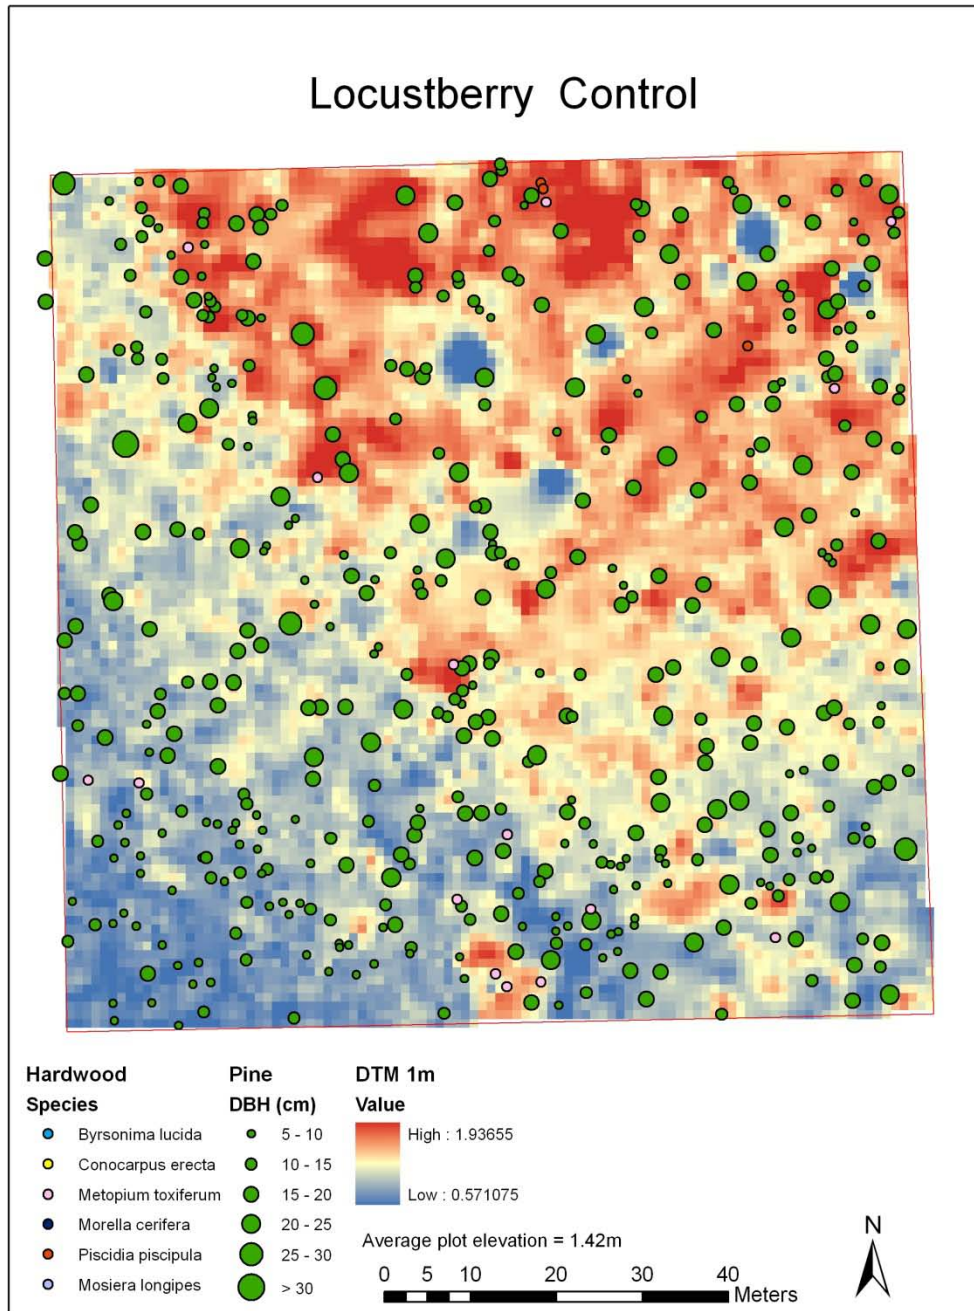 Locustberry Control
Hardwood
Species
Byrsonima lucida
Conocarpus erecta
Metopium toxiferum
Morella cerifera
Piscidia piscipula
Mosiera longipes
Pine
DBH (cm)
5 - 10
10 - 15
15 - 20
20 - 25
25 - 30
> 30
DTM 1m
Value
High : 1.93655
Low : 0.571075
Average plot elevation = 1.42m
0 5 10 20 30 40
Meters
N